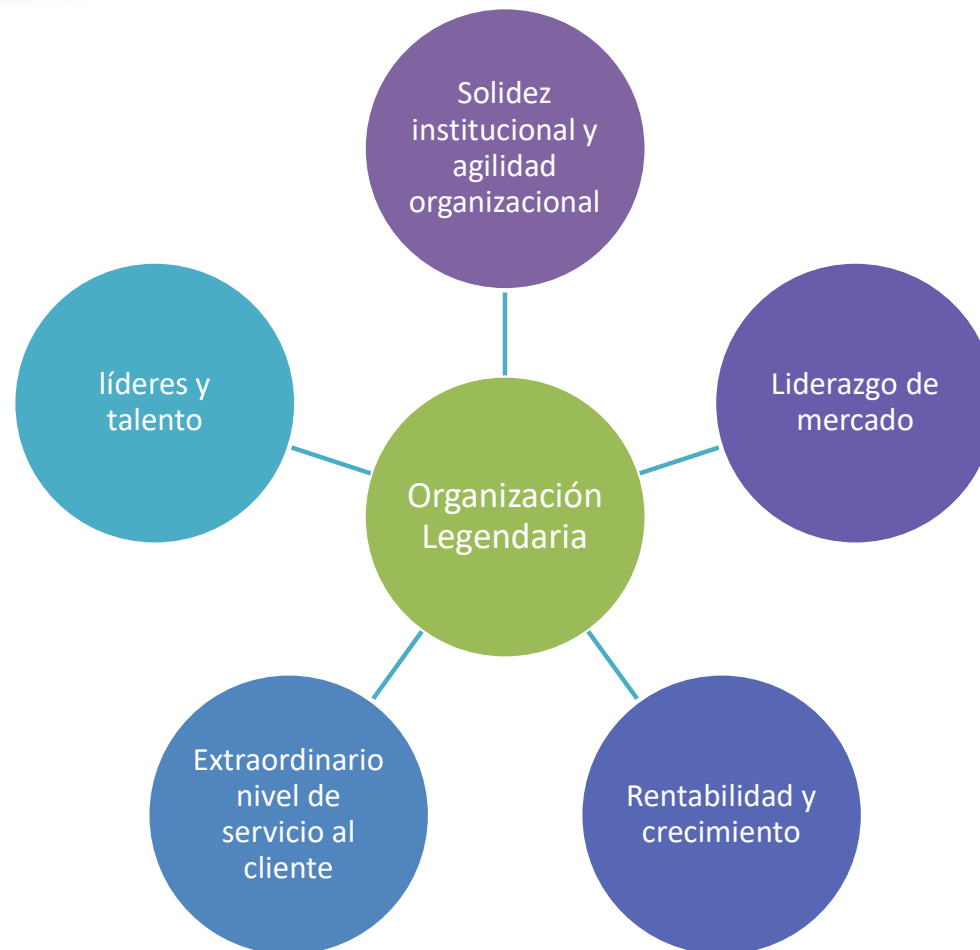 Solidez
institucional y
agilidad
organizacional
líderes y
talento
Liderazgo de
mercado
Organización
Legendaria
Extraordinario
nivel de
servicio al
cliente
Rentabilidad y
crecimiento